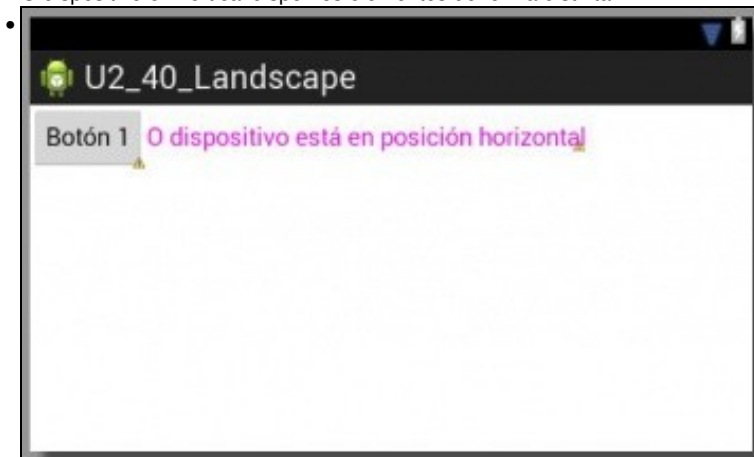 U2_40_Landscape
Botón 1
O dispositivo está en posición horizontal